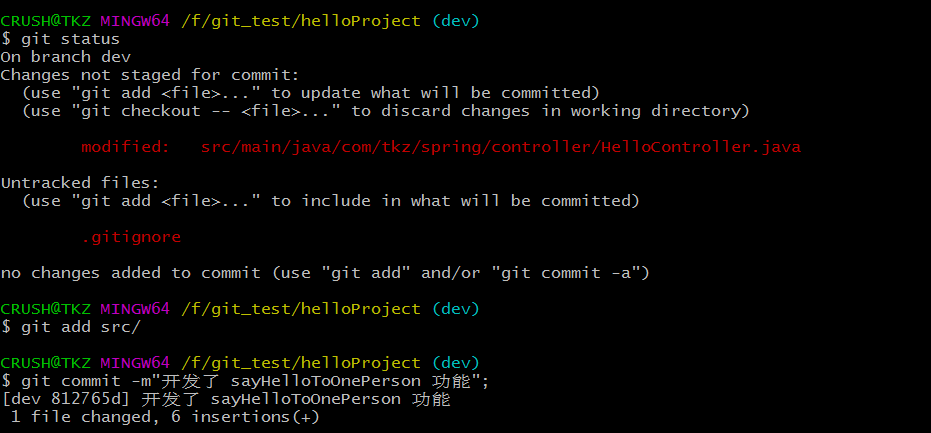 CRUSH@TKZ MINGW64 /f/git_test/helloProject (dev)
$ git status
On branch dev
Changes not staged for commit:
  (use "git add <file>..." to update what will be committed)
  (use "git checkout -- <file>..." to discard changes in working directory)
        modified:   src/main/java/com/tkz/spring/controller/HelloController.java
Untracked files:
  (use "git add <file>..." to include in what will be committed)
        .gitignore
no changes added to commit (use "git add" and/or "git commit -a")
CRUSH@TKZ MINGW64 /f/git_test/helloProject (dev)
$ git add src/
CRUSH@TKZ MINGW64 /f/git_test/helloProject (dev)
$ git commit -m"开发了 sayHelloToOnePerson 功能";
[dev 812765d] 开发了 sayHelloToOnePerson 功能
 1 file changed, 6 insertions(+)